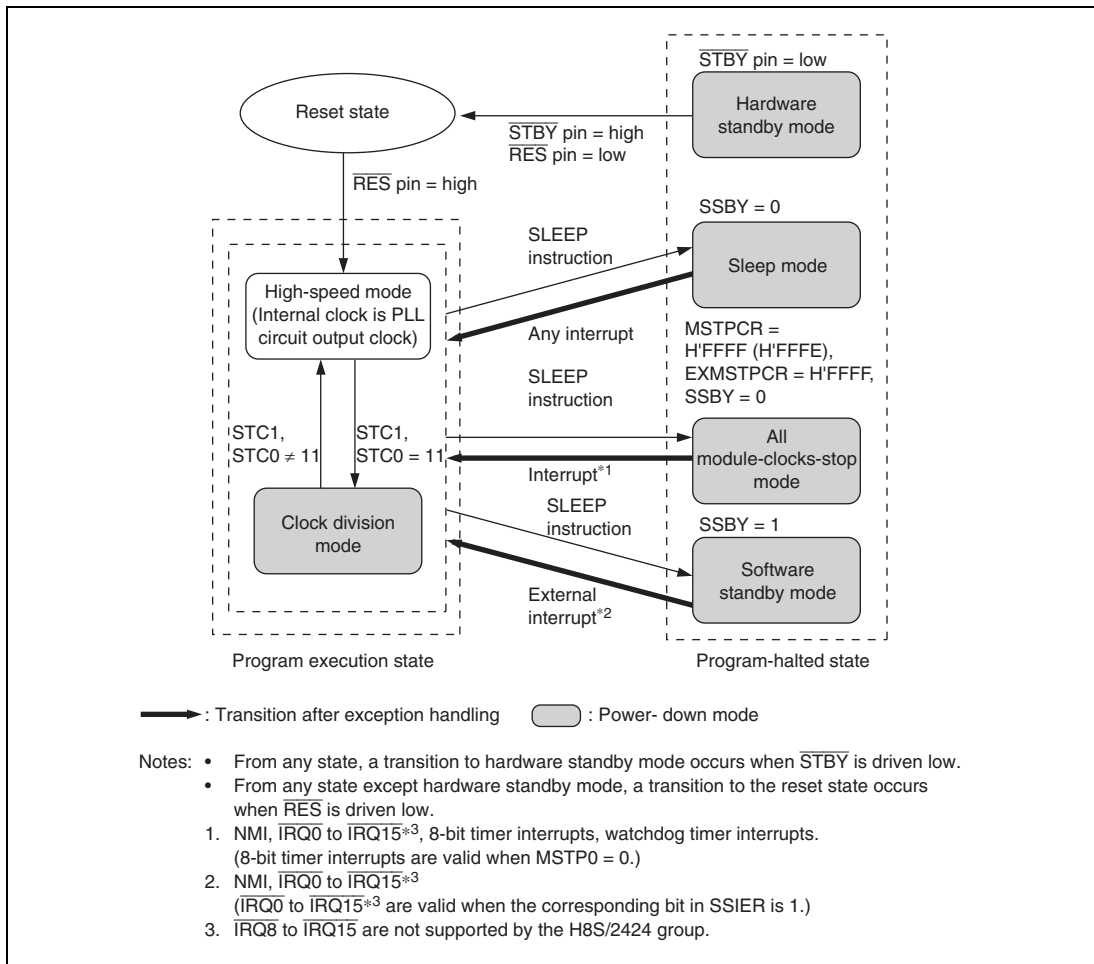 STBY pin = low
Hardware
standby mode
Reset state
STBY pin = high
RES pin = low
RES pin = high
SSBY = 0
SLEEP
instruction
Sleep mode
High-speed mode
(Internal clock is PLL
circuit output clock)
Any interrupt
MSTPCR =
H'FFFF (H'FFFE),
EXMSTPCR = H'FFFF,
SSBY = 0
SLEEP
instruction
STC1,
STC0 ≠ 11
STC1,
STC0 = 11
All
module-clocks-stop
mode
Interrupt*1
SLEEP
instruction
SSBY = 1
Clock division
mode
Software
standby mode
External
interrupt*2
Program execution state
Program-halted state
: Transition after exception handling
: Power- down mode
Notes: • From any state, a transition to hardware standby mode occurs when STBY is driven low.
• From any state except hardware standby mode, a transition to the reset state occurs
when RES is driven low.
1. NMI, IRQ0 to IRQ15*3, 8-bit timer interrupts, watchdog timer interrupts.
(8-bit timer interrupts are valid when MSTP0 = 0.)
2. NMI, IRQ0 to IRQ15*3
(IRQ0 to IRQ15*3 are valid when the corresponding bit in SSIER is 1.)
3. IRQ8 to IRQ15 are not supported by the H8S/2424 group.